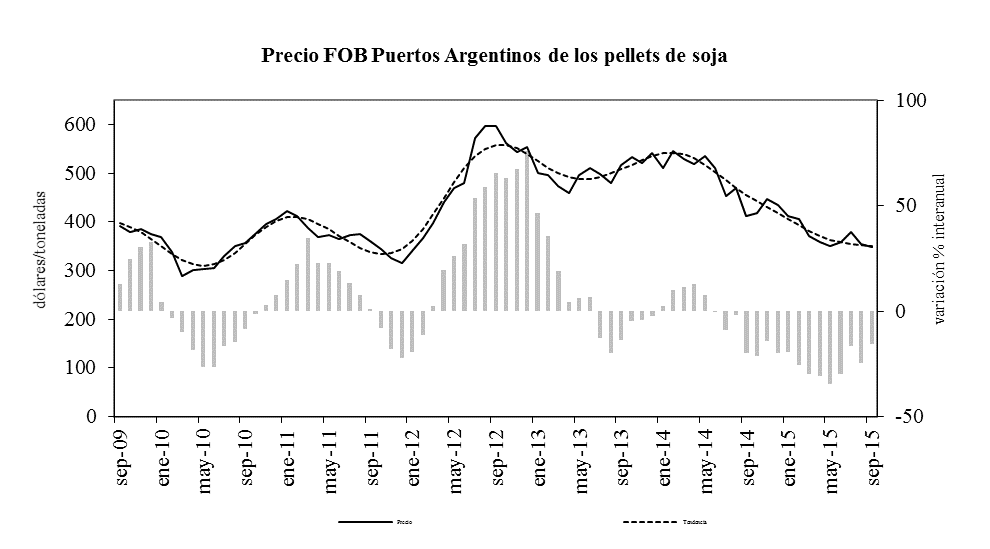 Precio FOB Puertos Argentinos de los pellets de soja
dólares/toneladas
600
500
400
300
200
100
0
variación % interanual
100
50
0
-50
sep-09
ene-10
may-10
sep-10
ene-11
may-11
sep-11
ene-12
may-12
sep-12
ene-13
may-13
sep-13
ene-14
may-14
sep-14
ene-15
may-15
sep-15
Precio
Tendencia